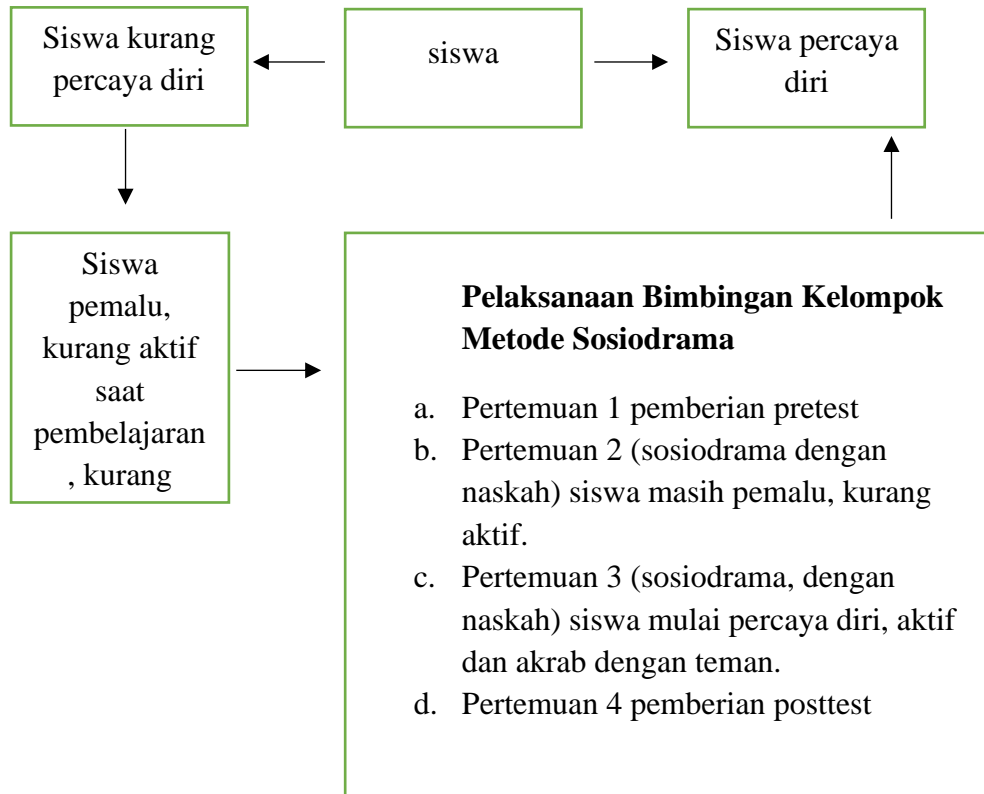 Siswa kurang
percaya diri
siswa
Siswa percaya
diri
Siswa
pemalu,
kurang aktif
saat
pembelajaran
, kurang
Pelaksanaan Bimbingan Kelompok
Metode Sosiodrama
a. Pertemuan 1 pemberian pretest
b. Pertemuan 2 (sosiodrama dengan
naskah) siswa masih pemalu, kurang
aktif.
c. Pertemuan 3 (sosiodrama, dengan
naskah) siswa mulai percaya diri, aktif
dan akrab dengan teman.
d. Pertemuan 4 pemberian posttest